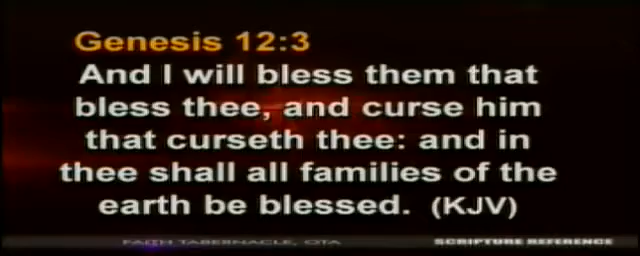 Genesis 12:3
And I will bless them that
bless thee, and curse him
that curseth thee: and in
thee shall all families of the
earth be blessed. (KJV)
FAITH TABERNACLE, OTA
SCRIPTURE REFERENCE